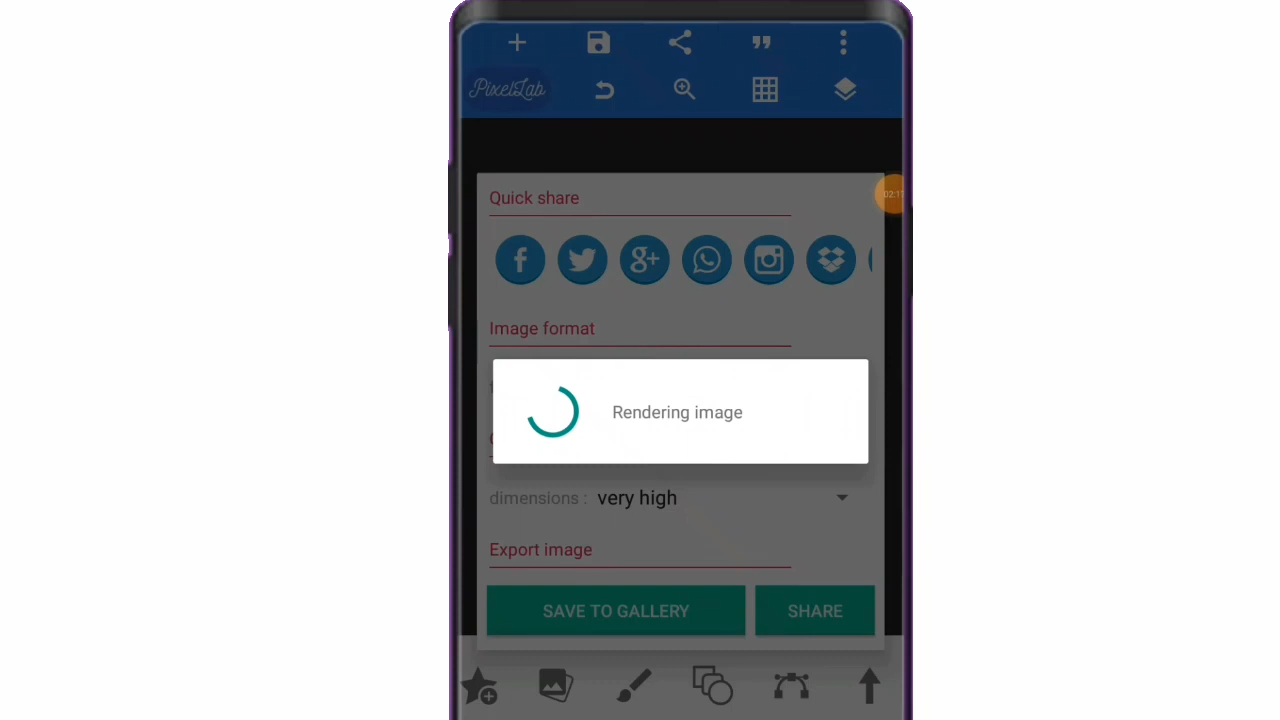 PixelLab
Quick share
Image format
Rendering image
dimensions : very high
Export image
SAVE TO GALLERY SHARE